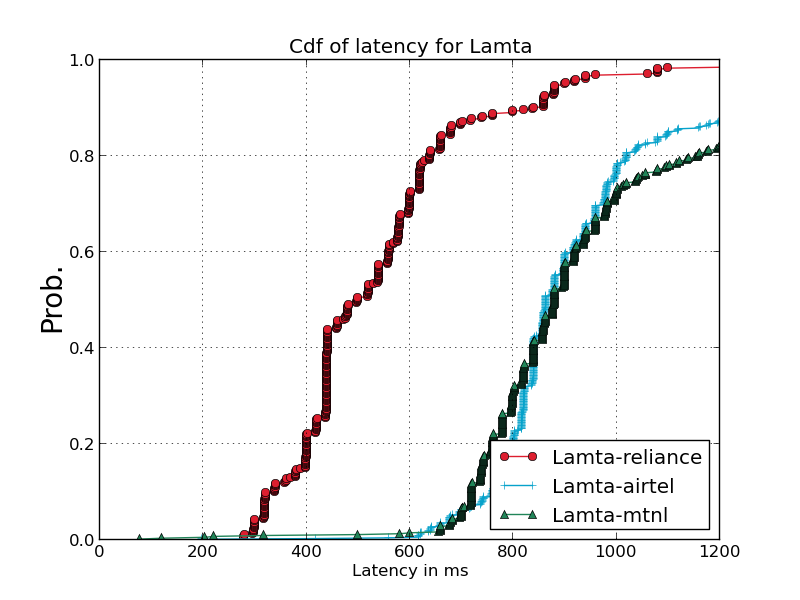 Cdf of latency for Lamta
1.0
0.8
0.6
0.4
0.2
0.0
Prob.
0
200
400
600
800
1000
1200
Latency in ms
Lamta-reliance
Lamta-airtel
Lamta-mtnl